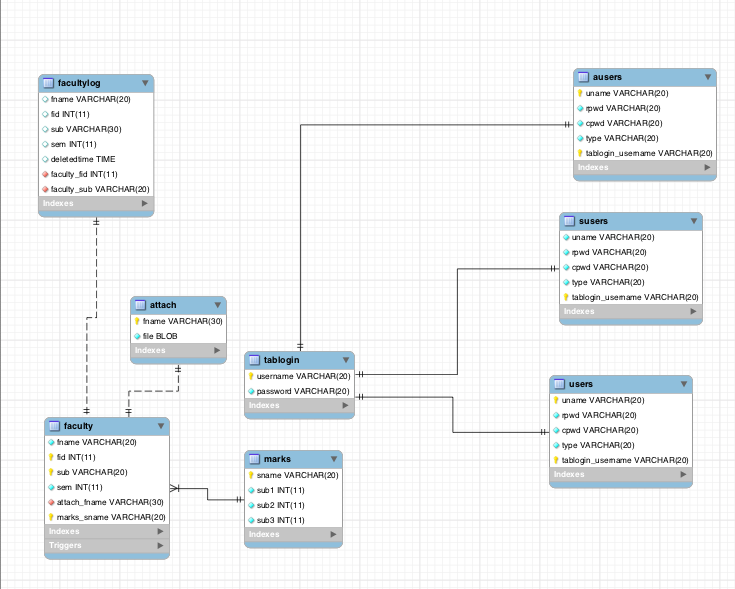 facultylog
fname VARCHAR(20)
fid INT(11)
sub VARCHAR(30)
sem INT(11)
deletedtime TIME
faculty_fid INT(11)
faculty_sub VARCHAR(20)
Indexes
attach
fname VARCHAR(30)
file BLOB
Indexes
faculty
fname VARCHAR(20)
fid INT(11)
sub VARCHAR(20)
sem INT(11)
attach_fname VARCHAR(30)
marks_sname VARCHAR(20)
Indexes
Triggers
tablogin
username VARCHAR(20)
password VARCHAR(20)
Indexes
marks
sname VARCHAR(20)
sub1 INT(11)
sub2 INT(11)
sub3 INT(11)
Indexes
ausers
uname VARCHAR(20)
rpwd VARCHAR(20)
cpwd VARCHAR(20)
type VARCHAR(20)
tablogin_username VARCHAR(20)
Indexes
susers
uname VARCHAR(20)
rpwd VARCHAR(20)
cpwd VARCHAR(20)
type VARCHAR(20)
tablogin_username VARCHAR(20)
Indexes
users
uname VARCHAR(20)
rpwd VARCHAR(20)
cpwd VARCHAR(20)
type VARCHAR(20)
tablogin_username VARCHAR(20)
Indexes